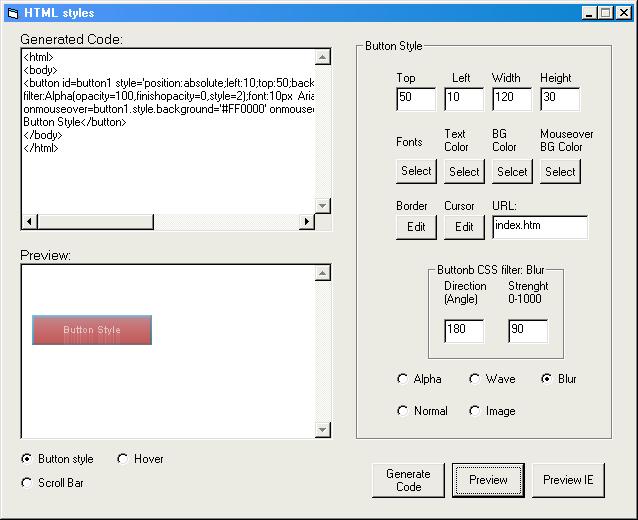 HTML styles
Generated Code:
<html>
<body>
<button id=button1 style='position:absolute;left:10;top:50;back
filter:Alpha(opacity=100,finishopacity=0,style=2);font:10px Aria
onmouseover=button1.style.background='#FF0000' onmoused
Button Style</button>
</body>
</html>
Preview:
Button Style
Button style
Hover
Scroll Bar
Button Style
Top Left Width Height
50 10 120 30
Fonts Text Color BG Color Mouseover BG Color
Select Select Selcet Select
Border Cursor URL:
Edit Edit index.htm
Buttonb CSS filter: Blur
Direction (Angle) Strenght 0-1000
180 90
Alpha Wave Blur
Normal Image
Generate Code Preview Preview IE